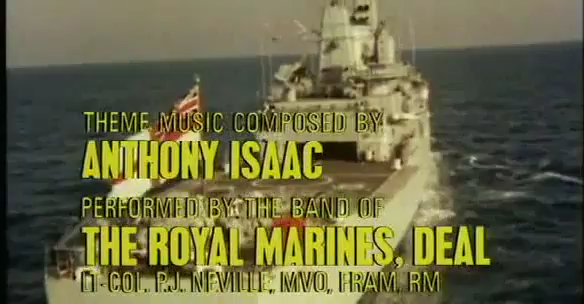 THEME MUSIC COMPOSED BY
ANTHONY ISAAC
PERFORMED BY THE BAND OF
THE ROYAL MARINES, DEAL
LT-COL. P.J. NEVILLE, MVO, FRAM, RM